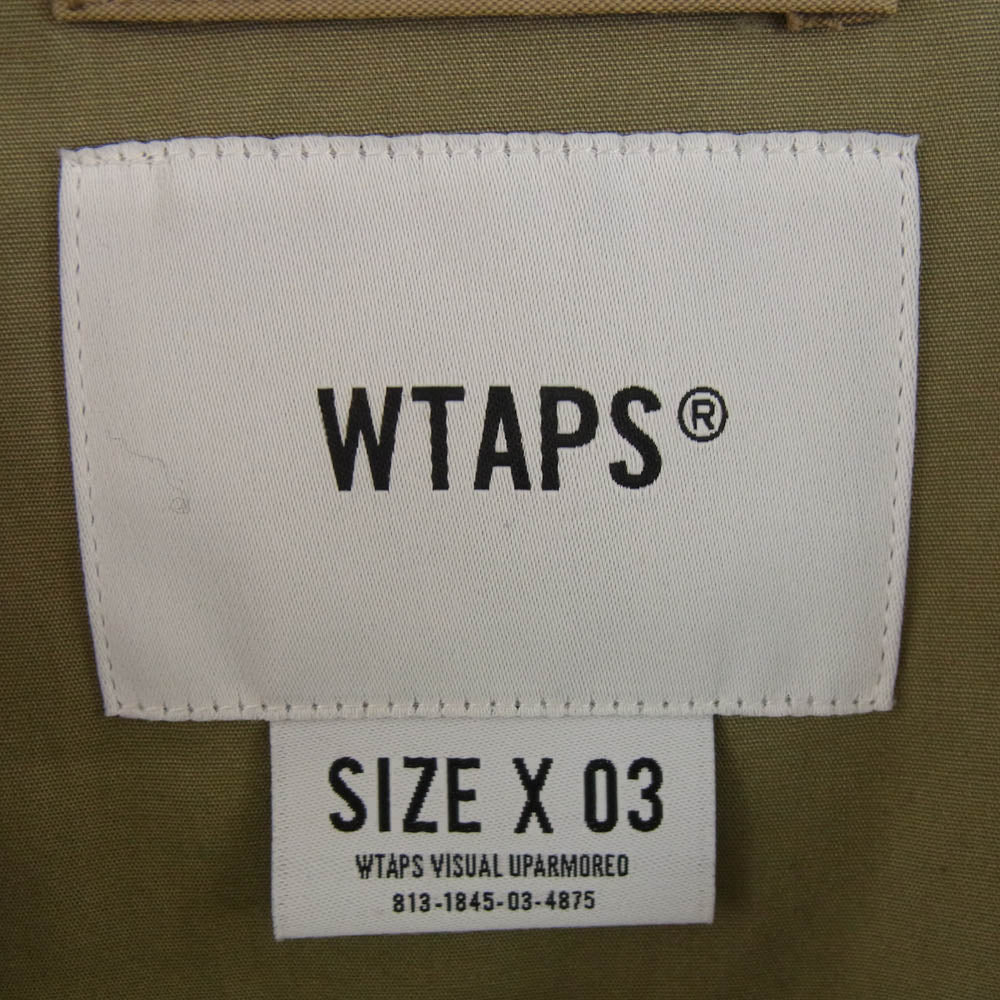 WTAPS®
SIZE X 03
WTAPS VISUAL UPARMORED
813-1845-03-4875